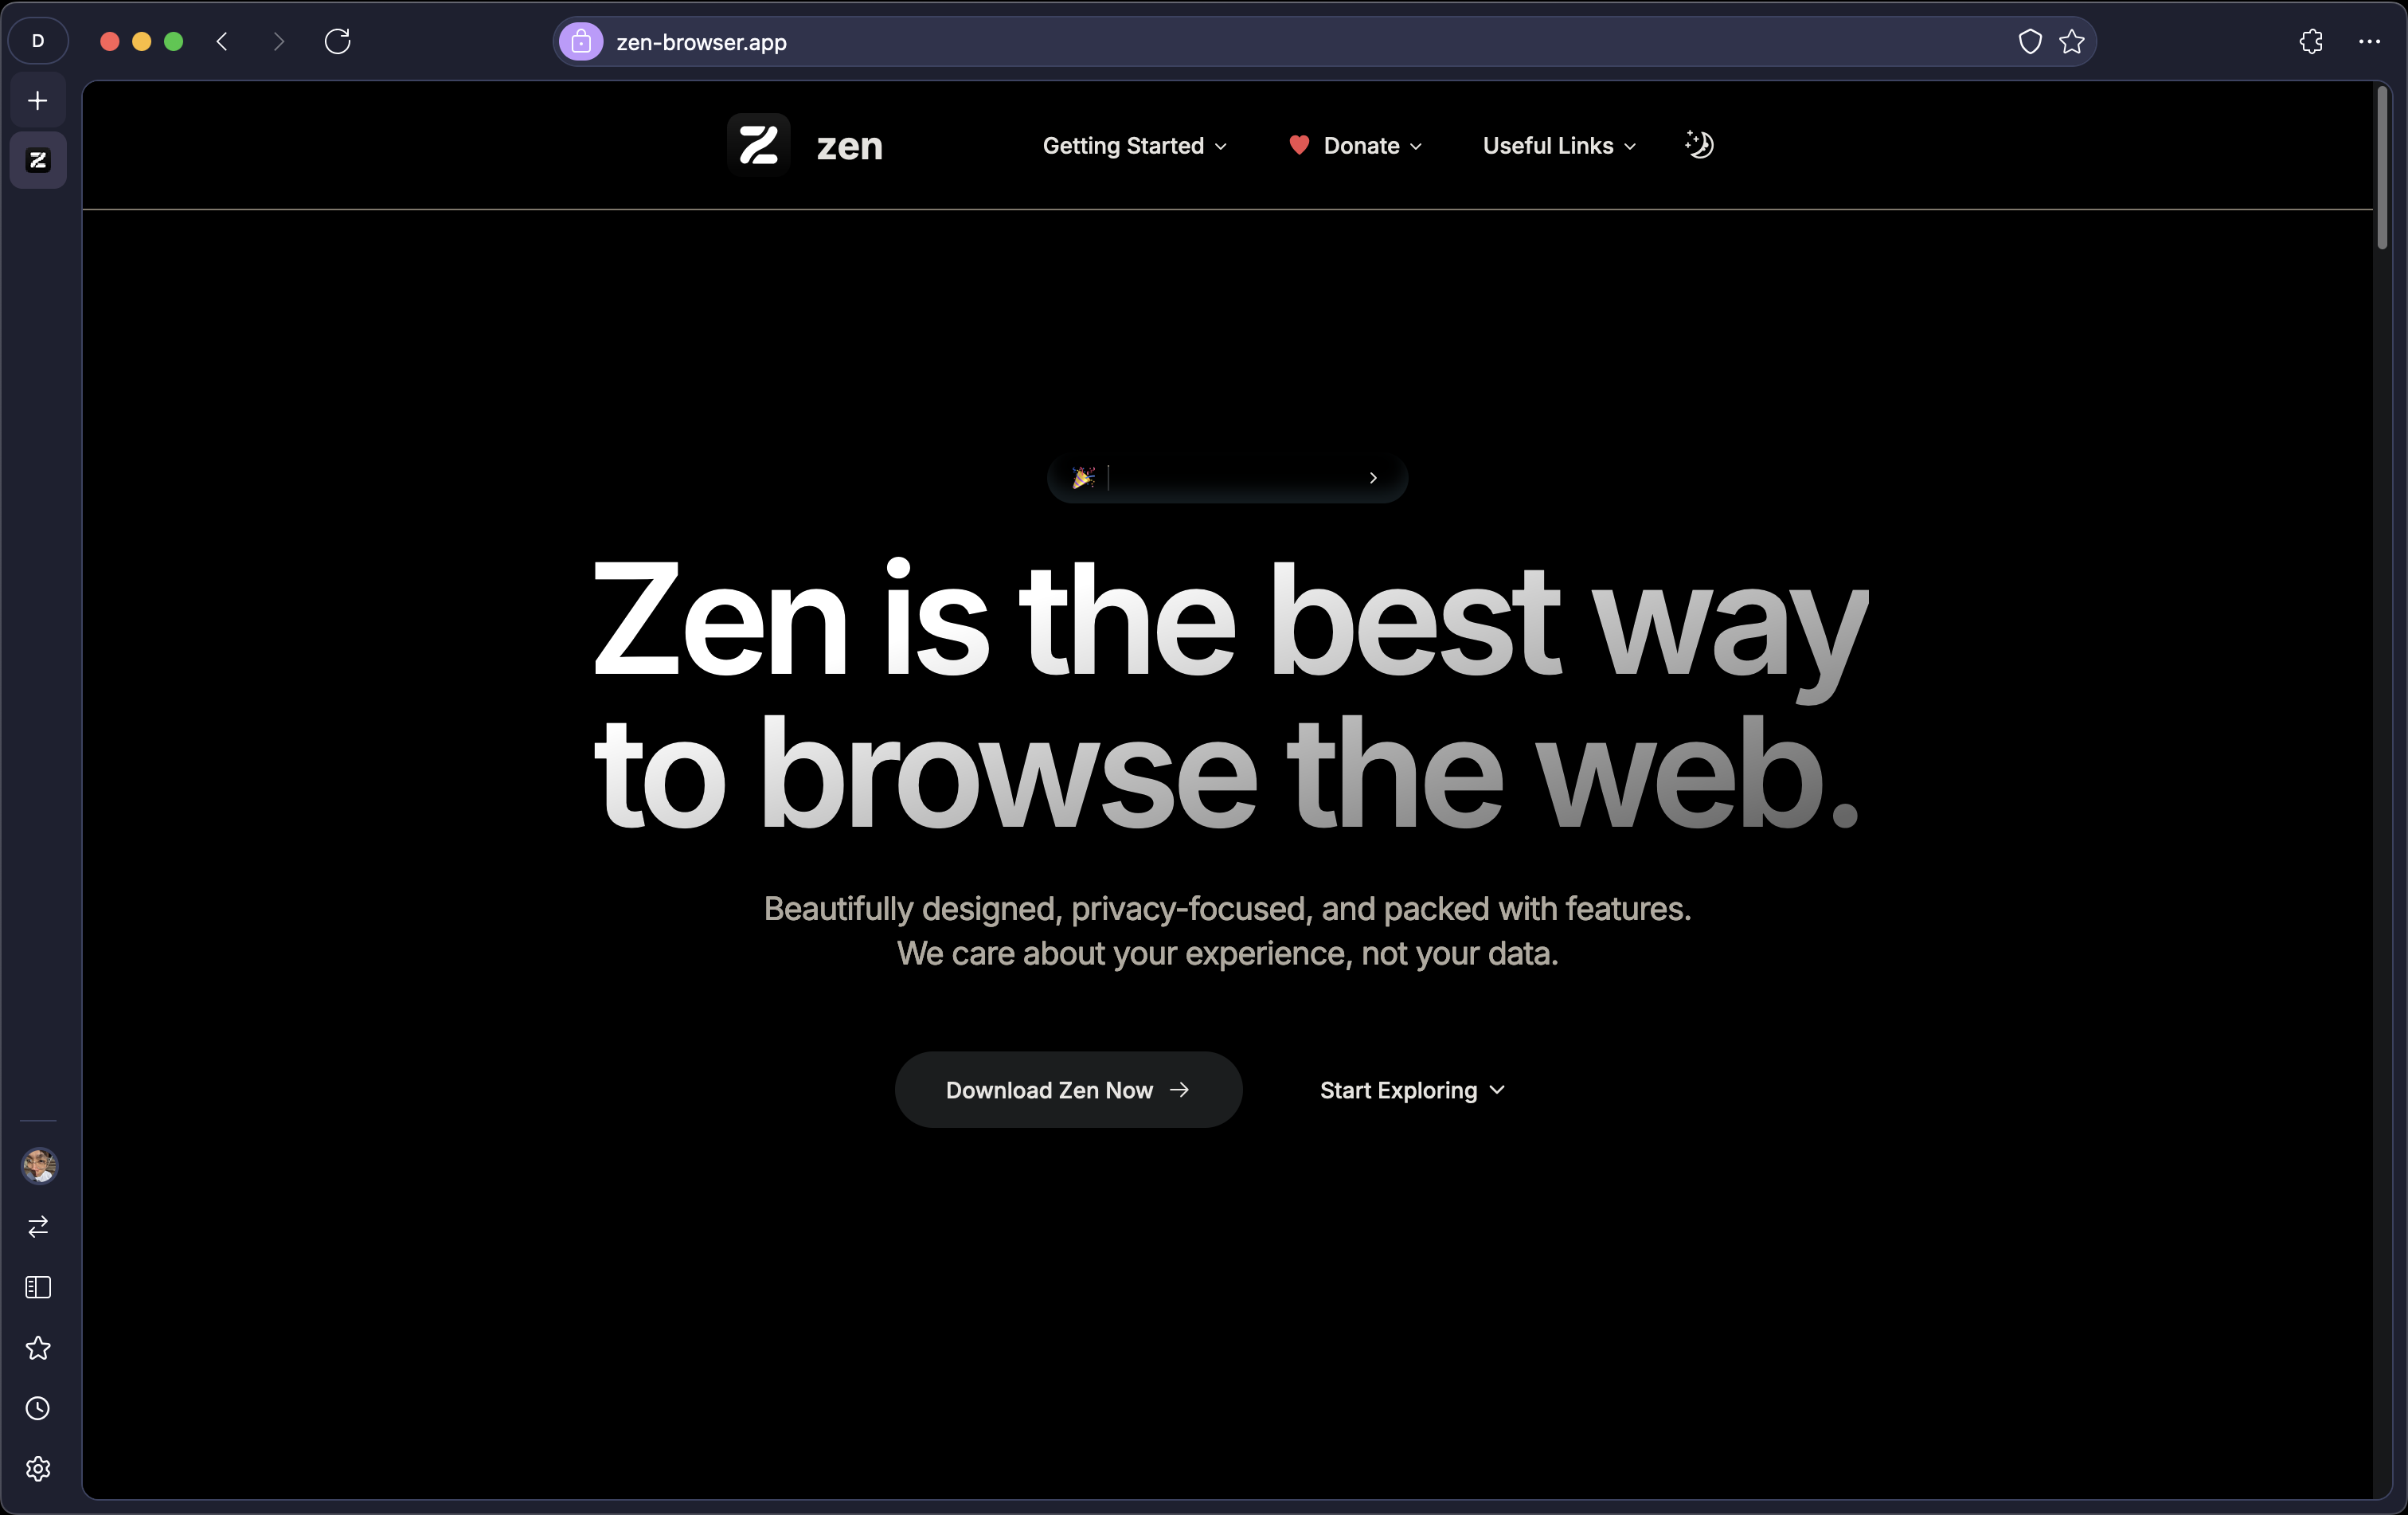 D
zen-browser.app
zen
Getting Started
Donate
Useful Links
Zen is the best way
to browse the web.
Beautifully designed, privacy-focused, and packed with features.
We care about your experience, not your data.
Download Zen Now
Start Exploring